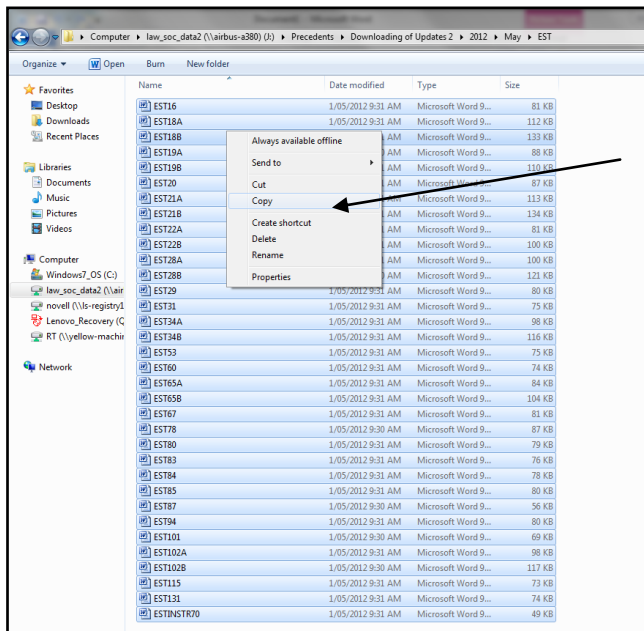 Computer ▸ law_soc_data2 (\\airbus-a380) (J:) ▸ Precedents ▸ Downloading of Updates 2 ▸ 2012 ▸ May ▸ EST
Organize Open Burn New folder
Name Date modified Type Size
Favorites
Desktop
Downloads
Recent Places
Libraries
Documents
Music
Pictures
Videos
Computer
Windows7_OS (C:)
law_soc_data2 (\\air
novell (\\ls-registry1
Lenovo_Recovery (Q
RT (\\yellow-machin
Network
EST16 1/05/2012 9:31 AM Microsoft Word 9... 81 KB
EST18A 1/05/2012 9:31 AM Microsoft Word 9... 112 KB
EST18B AM Microsoft Word 9... 133 KB
EST19A AM Microsoft Word 9... 88 KB
EST19B AM Microsoft Word 9... 110 KB
EST20 AM Microsoft Word 9... 87 KB
EST21A AM Microsoft Word 9... 113 KB
EST21B AM Microsoft Word 9... 134 KB
EST22A AM Microsoft Word 9... 81 KB
EST22B AM Microsoft Word 9... 100 KB
EST28A AM Microsoft Word 9... 100 KB
EST28B AM Microsoft Word 9... 121 KB
EST29 1/05/2012 9:31 AM Microsoft Word 9... 80 KB
EST31 1/05/2012 9:31 AM Microsoft Word 9... 75 KB
EST34A 1/05/2012 9:31 AM Microsoft Word 9... 98 KB
EST34B 1/05/2012 9:31 AM Microsoft Word 9... 116 KB
EST53 1/05/2012 9:31 AM Microsoft Word 9... 75 KB
EST60 1/05/2012 9:31 AM Microsoft Word 9... 74 KB
EST65A 1/05/2012 9:31 AM Microsoft Word 9... 84 KB
EST65B 1/05/2012 9:31 AM Microsoft Word 9... 104 KB
EST67 1/05/2012 9:31 AM Microsoft Word 9... 81 KB
EST78 1/05/2012 9:30 AM Microsoft Word 9... 87 KB
EST80 1/05/2012 9:31 AM Microsoft Word 9... 79 KB
EST83 1/05/2012 9:31 AM Microsoft Word 9... 76 KB
EST84 1/05/2012 9:31 AM Microsoft Word 9... 78 KB
EST85 1/05/2012 9:31 AM Microsoft Word 9... 80 KB
EST87 1/05/2012 9:30 AM Microsoft Word 9... 56 KB
EST94 1/05/2012 9:31 AM Microsoft Word 9... 80 KB
EST101 1/05/2012 9:30 AM Microsoft Word 9... 69 KB
EST102A 1/05/2012 9:31 AM Microsoft Word 9... 98 KB
EST102B 1/05/2012 9:30 AM Microsoft Word 9... 117 KB
EST115 1/05/2012 9:31 AM Microsoft Word 9... 73 KB
EST131 1/05/2012 9:31 AM Microsoft Word 9... 74 KB
ESTINSTR70 1/05/2012 9:31 AM Microsoft Word 9... 49 KB
Always available offline
Send to
Cut
Copy
Create shortcut
Delete
Rename
Properties